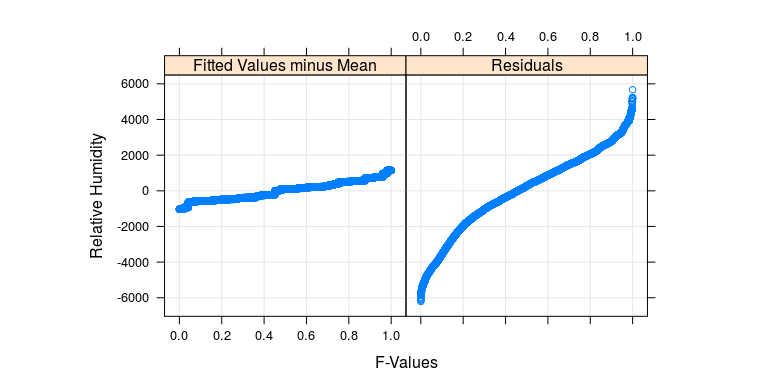 0.0 0.2 0.4 0.6 0.8 1.0
Fitted Values minus Mean
Residuals
6000
4000
2000
0
-2000
-4000
-6000
Relative Humidity
0.0 0.2 0.4 0.6 0.8 1.0
F-Values